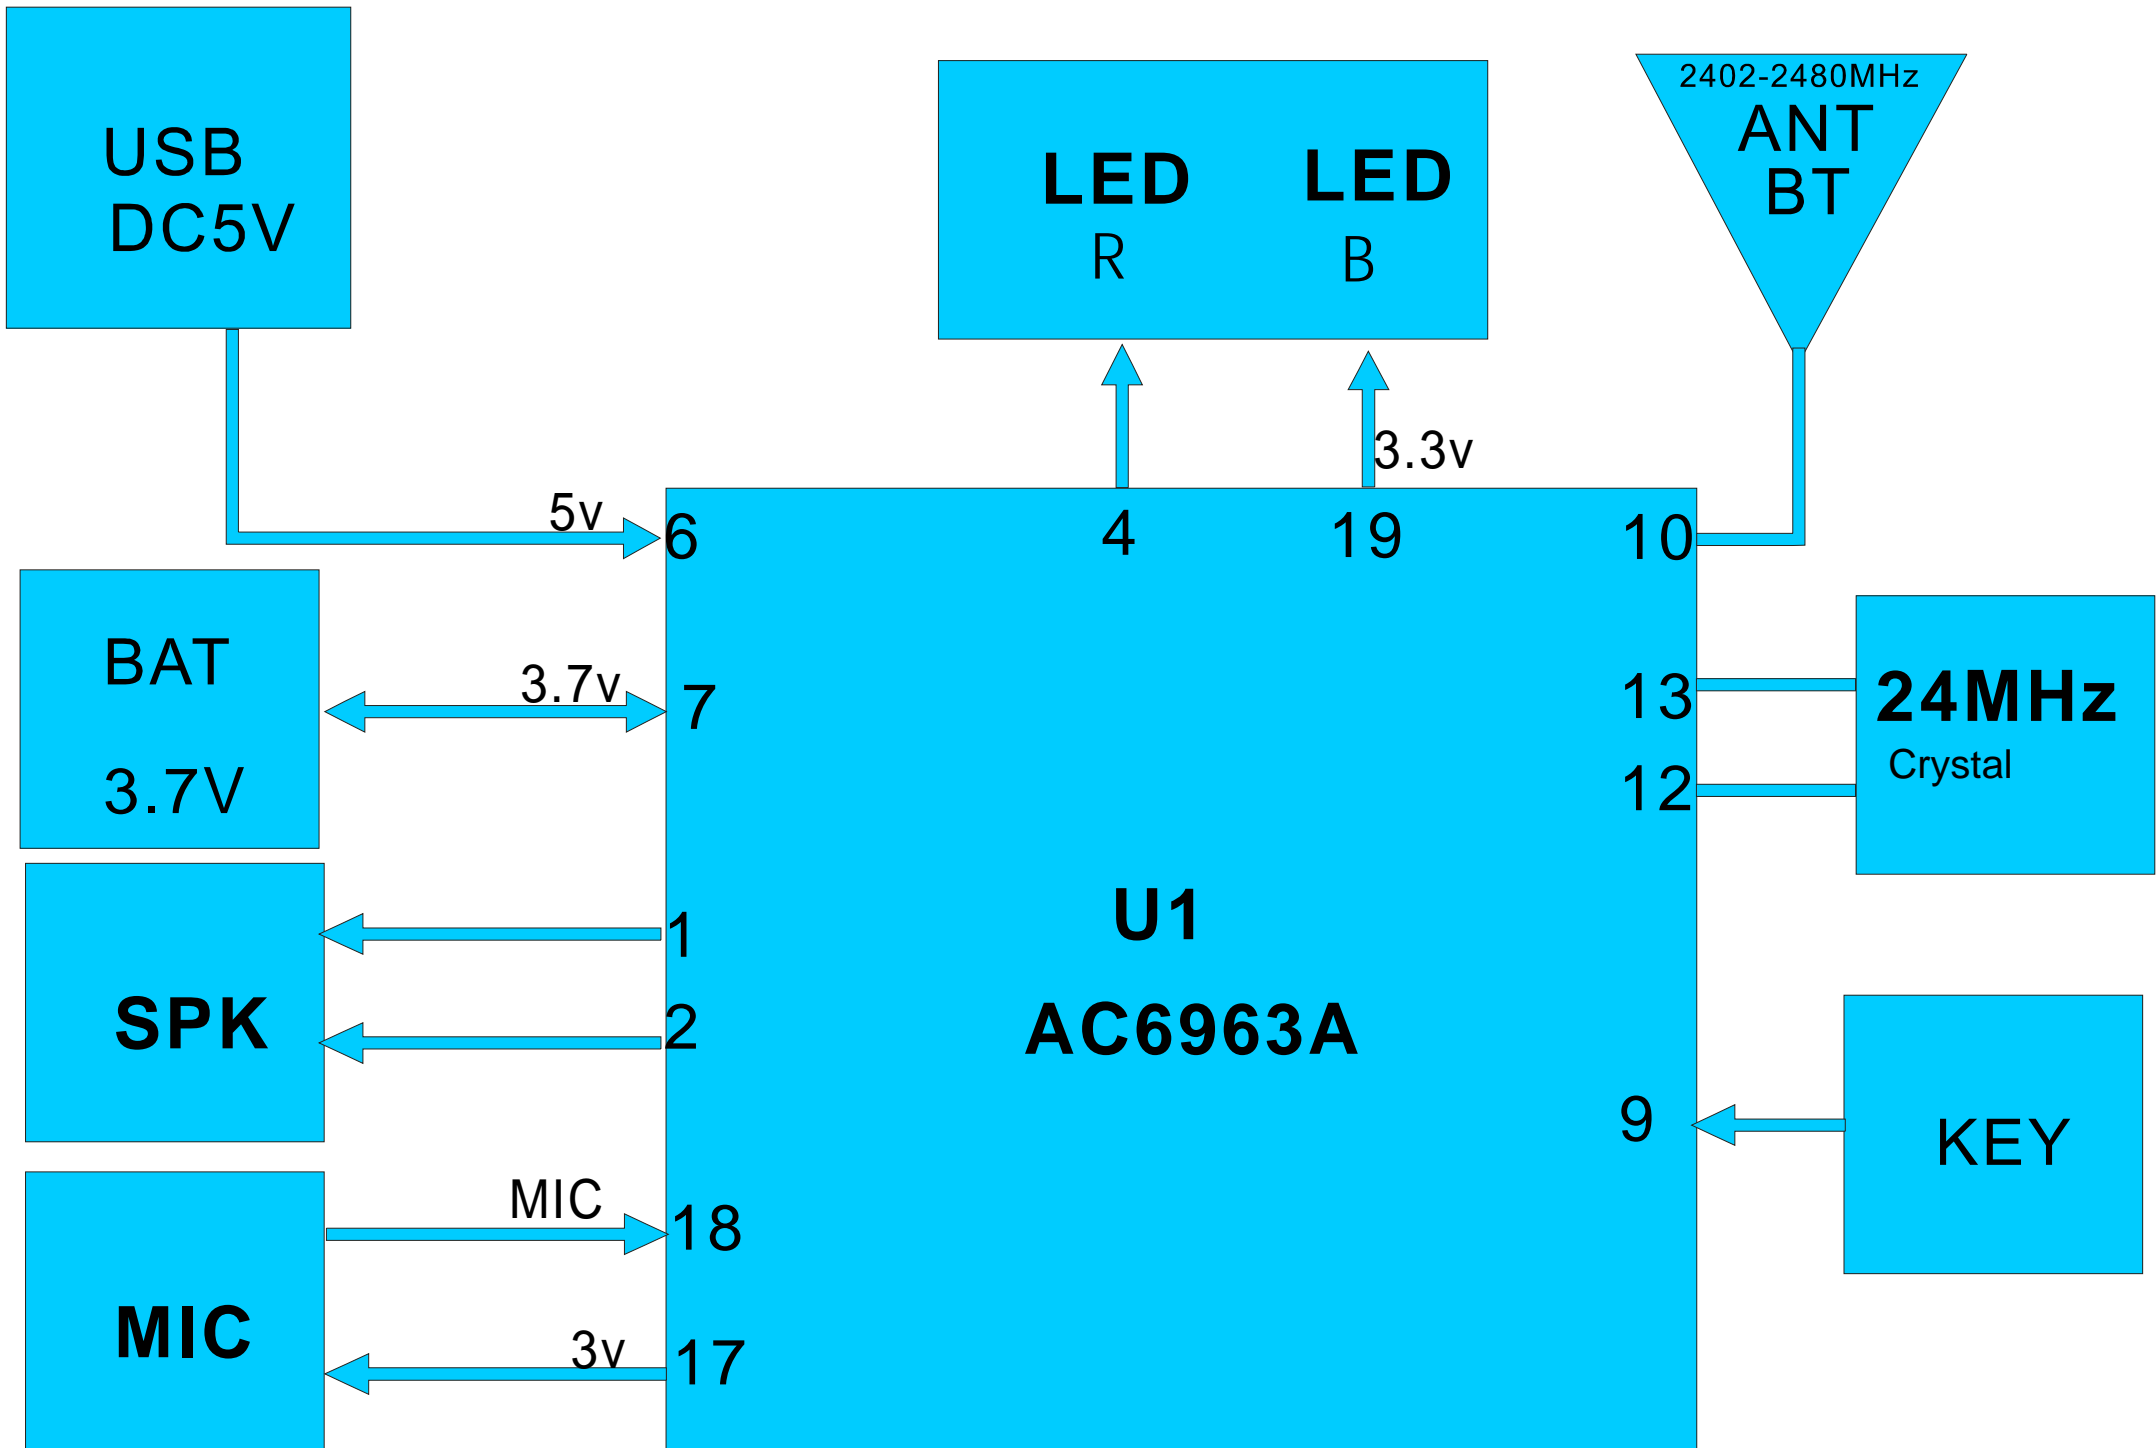 USB
DC5V
LED
LED
R
B
2402-2480MHz
ANT
BT
3.3v
5v
6
4
19
10
BAT
3.7V
3.7v
7
13
12
24MHz
Crystal
U1
AC6963A
SPK
1
2
9
KEY
MIC
MIC
18
3v
17